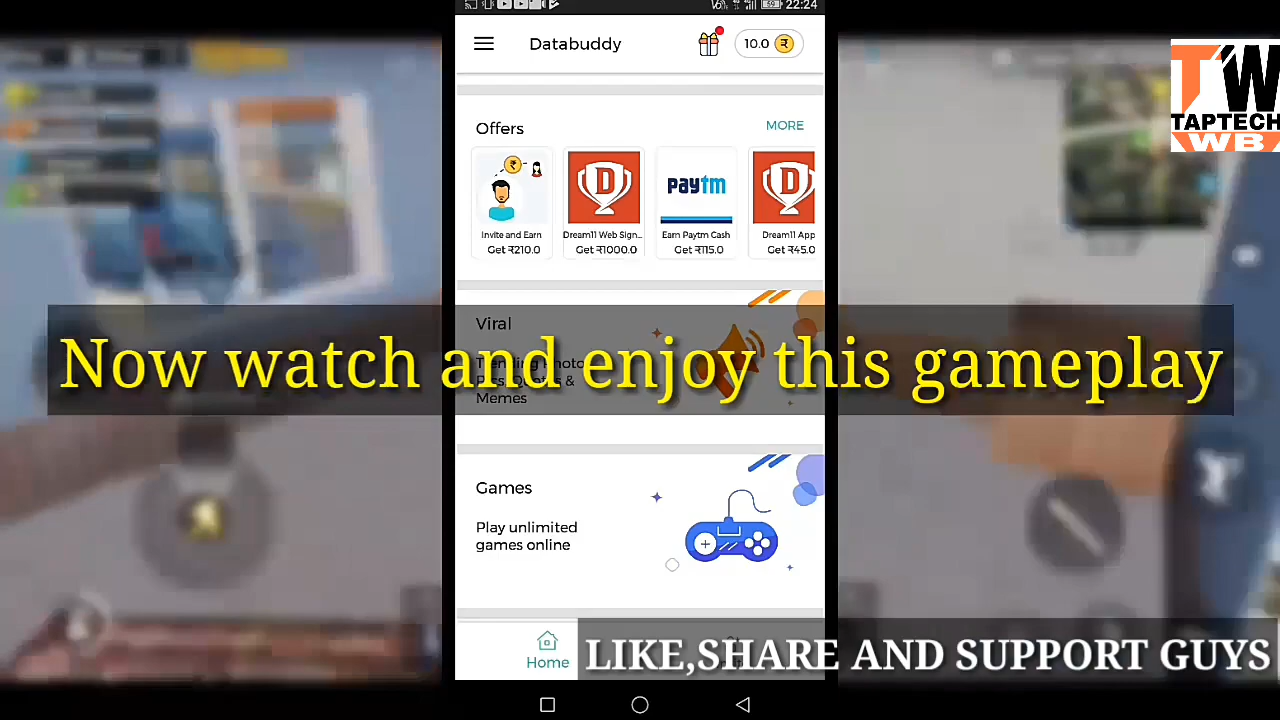 22:24
Databuddy
10.0
Offers
MORE
Invite and Earn
Get ₹210.0
Dream11 Web Sign...
Get ₹1000.0
paytm
Earn Paytm Cash
Get ₹115.0
Dream11 App
Get ₹45.0
TW
TAPTECH
WB
Viral
Now watch and enjoy this gameplay
Trending Photo
Memes
Games
Play unlimited
games online
Home
LIKE,SHARE AND SUPPORT GUYS